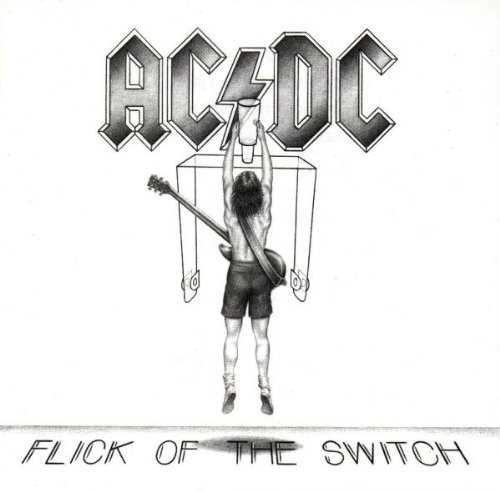 AC⚡DC
FLICK OF THE SWITCH